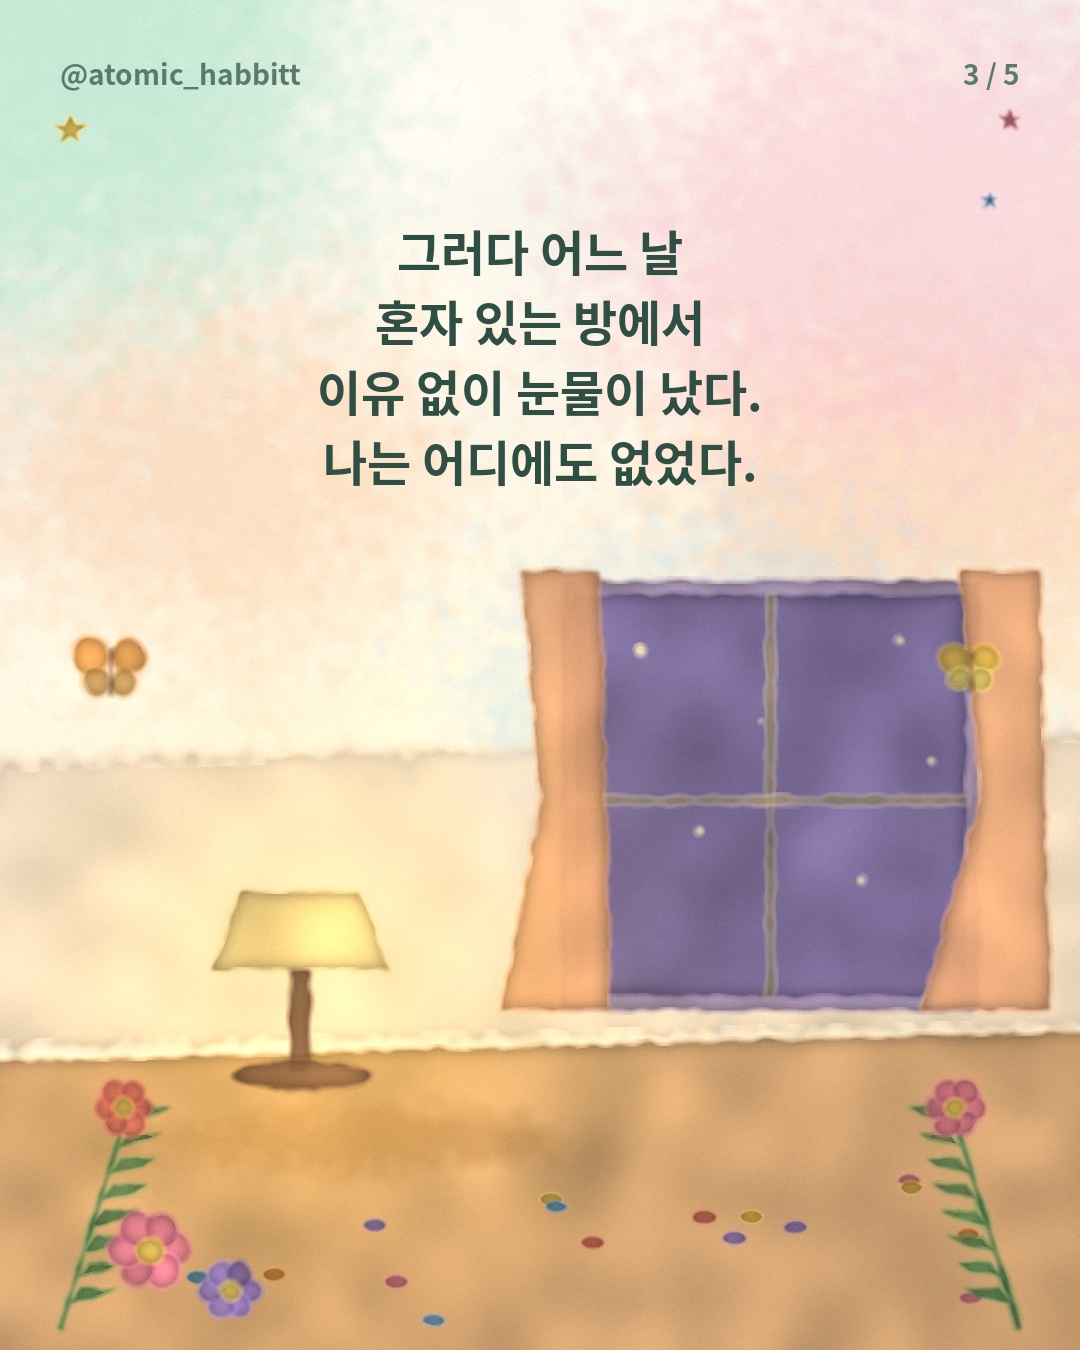 @atomic_habbitt
3 / 5
그러다 어느 날
혼자 있는 방에서
이유 없이 눈물이 났다.
나는 어디에도 없었다.